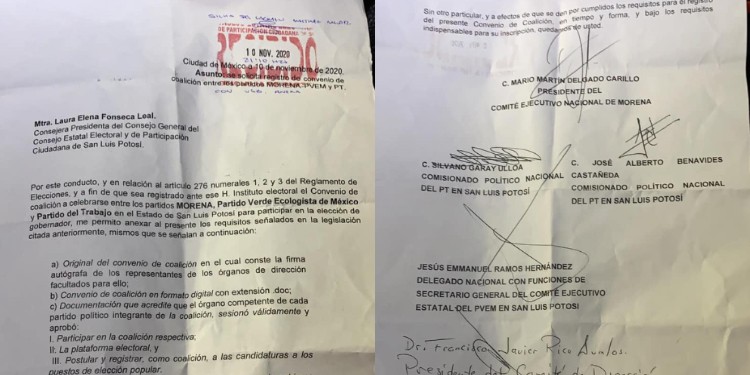 DE PARTICIPACIÓN CIUDADANA
RECIBIDO
10 NOV. 2020
Ciudad de México a 10 de noviembre de 2020.
Asunto: se solicita registro de convenio de
coalición entre los partidos MORENA, PVEM y PT.
Mtra. Laura Elena Fonseca Leal.
Consejera Presidenta del Consejo General del
Consejo Estatal Electoral y de Participación
Ciudadana de San Luis Potosí.
Por este conducto, y en relación al artículo 276 numerales 1, 2 y 3 del Reglamento de
Elecciones, y a fin de que sea registrado ante ese H. Instituto electoral el Convenio de
coalición a celebrarse entre los partidos MORENA, Partido Verde Ecologista de México
y Partido del Trabajo en el Estado de San Luis Potosí para participar en la elección de
gobernador, me permito anexar al presente los requisitos señalados en la legislación
citada anteriormente, mismos que se señalan a continuación:
a) Original del convenio de coalición en el cual conste la firma
autógrafa de los representantes de los órganos de dirección
facultados para ello;
b) Convenio de coalición en formato digital con extensión .doc;
c) Documentación que acredite que el órgano competente de cada
partido político integrante de la coalición, sesionó válidamente y
aprobó:
I. Participar en la coalición respectiva;
II. La plataforma electoral, y
III. Postular y registrar, como coalición, a las candidaturas a los
puestos de elección popular.
Sin otro particular, y a efectos de que se den por cumplidos los requisitos para el registro
del presente Convenio de Coalición, en tiempo y forma, y bajo los requisitos
indispensables para su inscripción, quedamos de usted.
C. MARIO MARTÍN DELGADO CARILLO
PRESIDENTE DEL
COMITÉ EJECUTIVO NACIONAL DE MORENA
C. SILVANO GARAY ULLOA
COMISIONADO POLÍTICO NACIONAL
DEL PT EN SAN LUIS POTOSÍ
C. JOSÉ ALBERTO BENAVIDES
CASTAÑEDA
COMISIONADO POLÍTICO NACIONAL
DEL PT EN SAN LUIS POTOSÍ
JESÚS EMMANUEL RAMOS HERNÁNDEZ
DELEGADO NACIONAL CON FUNCIONES DE
SECRETARIO GENERAL DEL COMITÉ EJECUTIVO
ESTATAL DEL PVEM EN SAN LUIS POTOSÍ
Dr. Francisco Javier Rico Avalos.
Presidente del Comité de Dirección